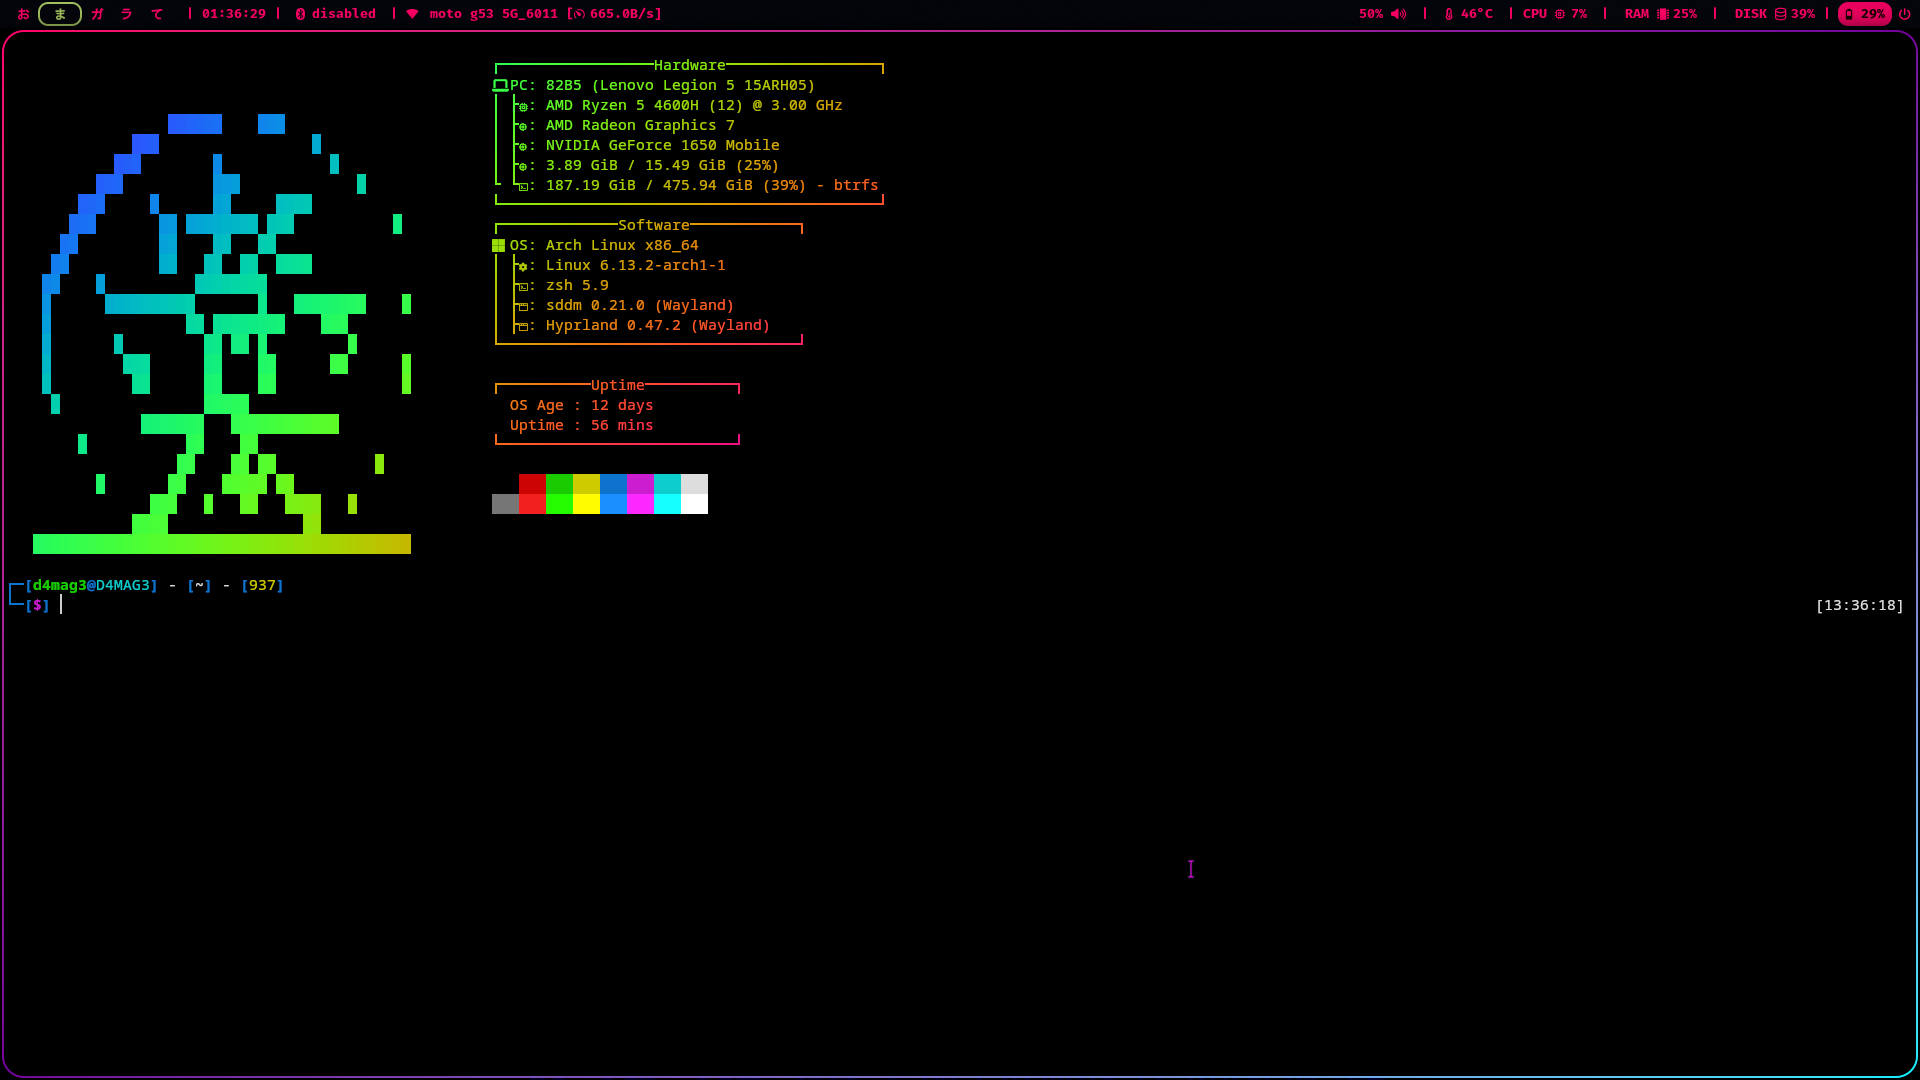 お ま ガ ラ て | 01:36:29 | disabled | moto g53 5G_6011 [665.0B/s] 50% | 46°C | CPU 7% | RAM 25% | DISK 39% | 29%
Hardware
PC: 82B5 (Lenovo Legion 5 15ARH05)
: AMD Ryzen 5 4600H (12) @ 3.00 GHz
: AMD Radeon Graphics 7
: NVIDIA GeForce 1650 Mobile
: 3.89 GiB / 15.49 GiB (25%)
: 187.19 GiB / 475.94 GiB (39%) - btrfs
Software
OS: Arch Linux x86_64
: Linux 6.13.2-arch1-1
: zsh 5.9
: sddm 0.21.0 (Wayland)
: Hyprland 0.47.2 (Wayland)
Uptime
OS Age : 12 days
Uptime : 56 mins
[d4mag3@D4MAG3] - [~] - [937]
[$] [13:36:18]